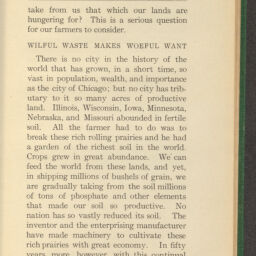 take from us that which our lands are
hungering for? This is a serious question
for our farmers to consider.
WILFUL WASTE MAKES WOEFUL WANT
There is no city in the history of the
world that has grown, in a short time, so
vast in population, wealth, and importance
as the city of Chicago; but no city has trib-
utary to it so many acres of productive
land. Illinois, Wisconsin, Iowa, Minnesota,
Nebraska, and Missouri abounded in fertile
soil. All the farmer had to do was to
break these rich rolling prairies and he had
a garden of the richest soil in the world.
Crops grew in great abundance. We can
feed the world from these lands, and yet,
in shipping millions of bushels of grain, we
are gradually taking from the soil millions
of tons of phosphate and other elements
that made our soil so productive. No
nation has so vastly reduced its soil. The
inventor and the enterprising manufacturer
have made machinery to cultivate these
rich prairies with great economy. In fifty
years more, however, with this continual